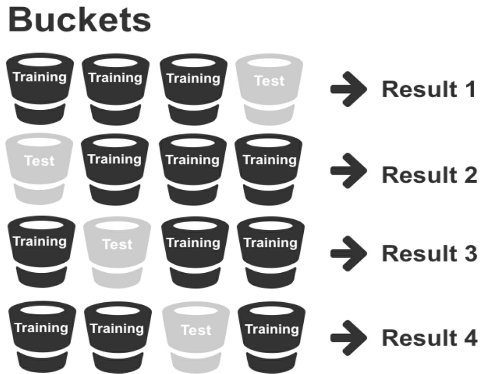 Buckets
Training Training Training Test Result 1
Test Training Training Training Result 2
Training Test Training Training Result 3
Training Training Test Training Result 4